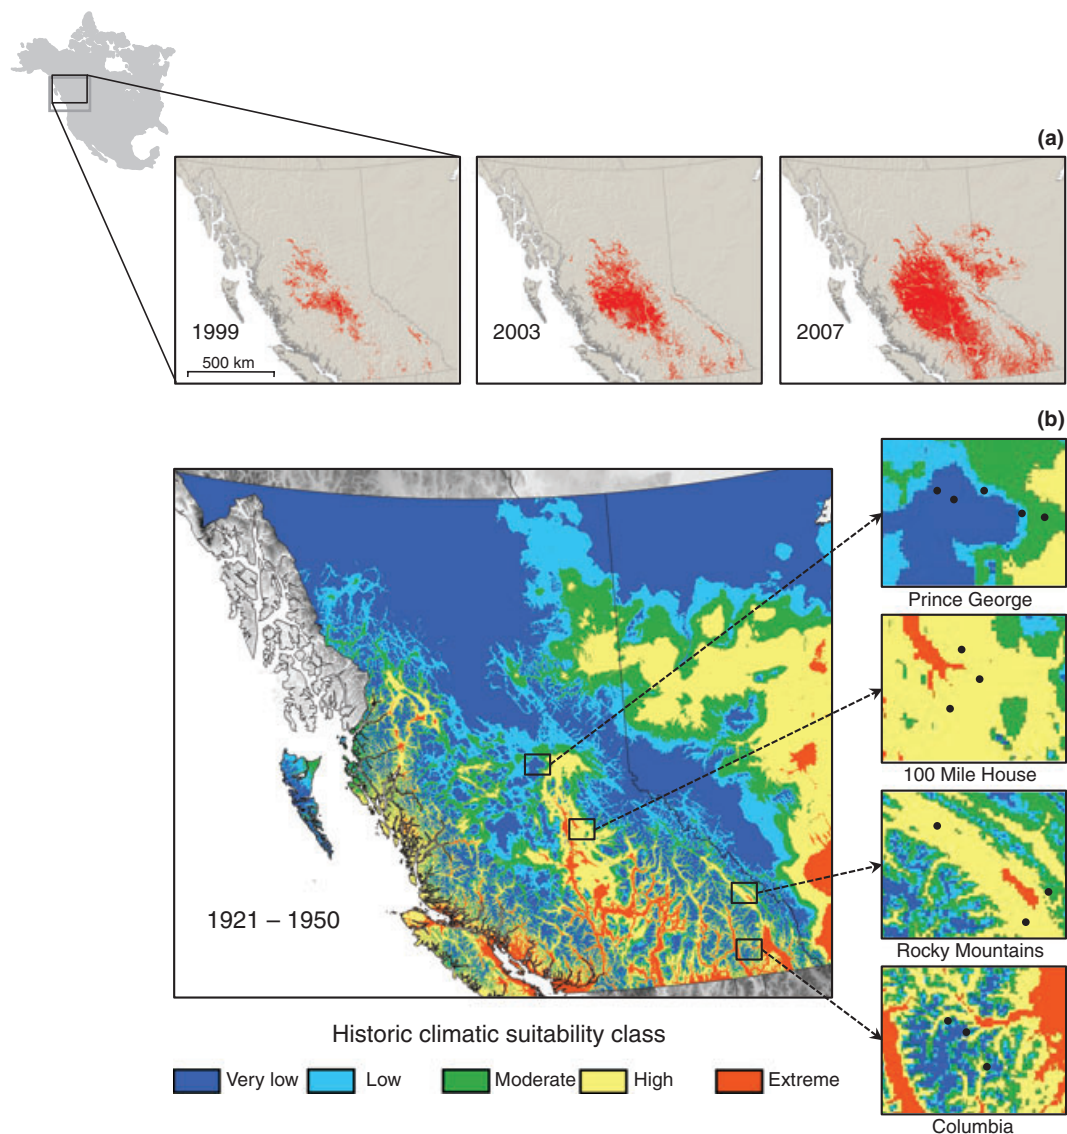 (a)
1999
500 km
2003
2007
(b)
Prince George
100 Mile House
Rocky Mountains
1921 – 1950
Columbia
Historic climatic suitability class
Very low
Low
Moderate
High
Extreme